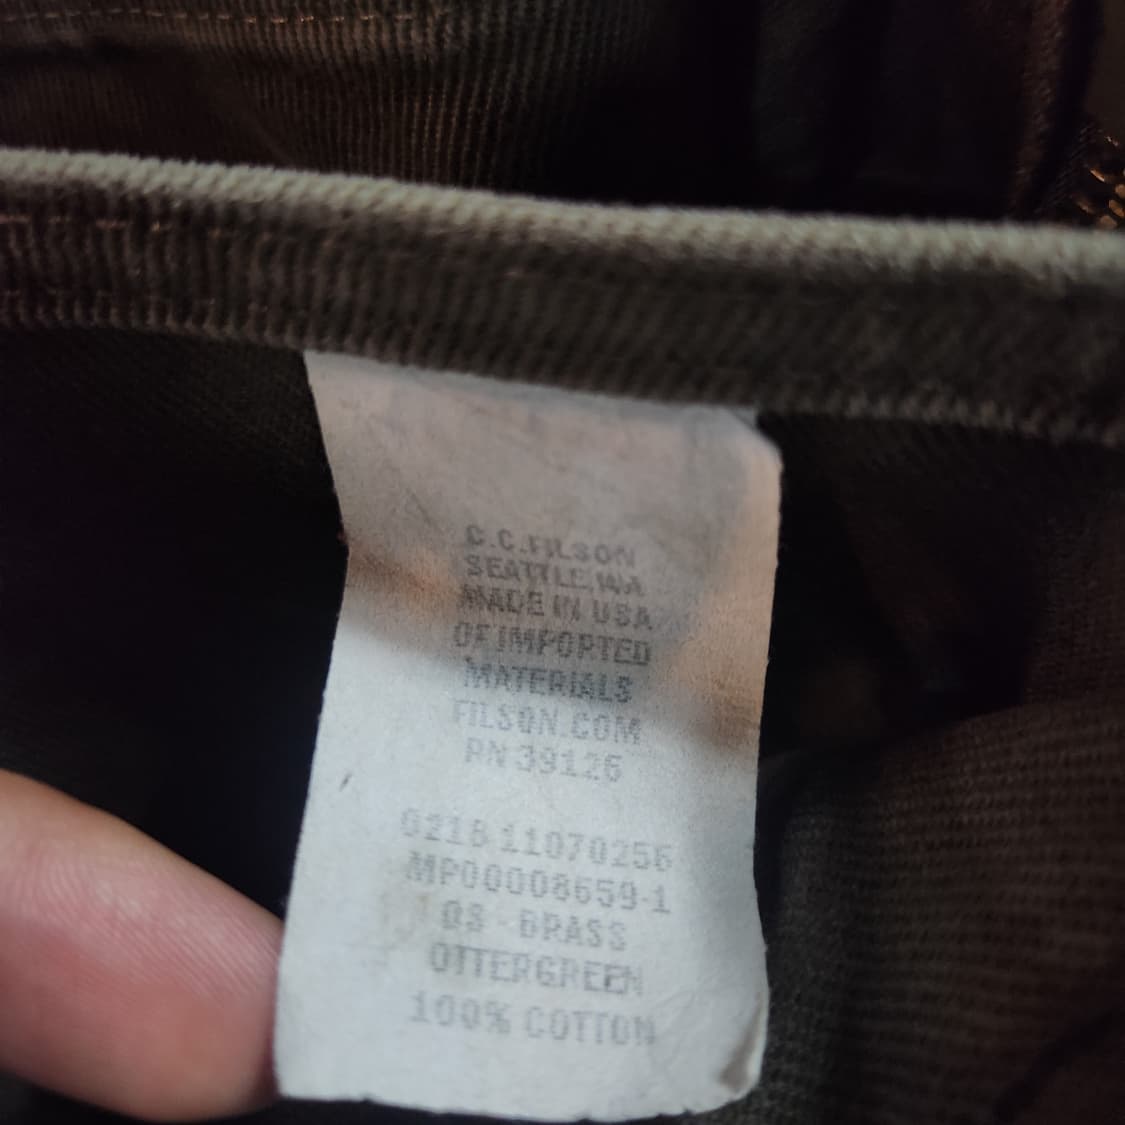 C.C.FILSON
SEATTLE,WA
MADE IN USA
OF IMPORTED
MATERIALS
FILSON.COM
RN 39126
0218 11070256
MP00008659-1
OS - BRASS
OTTERGREEN
100% COTTON